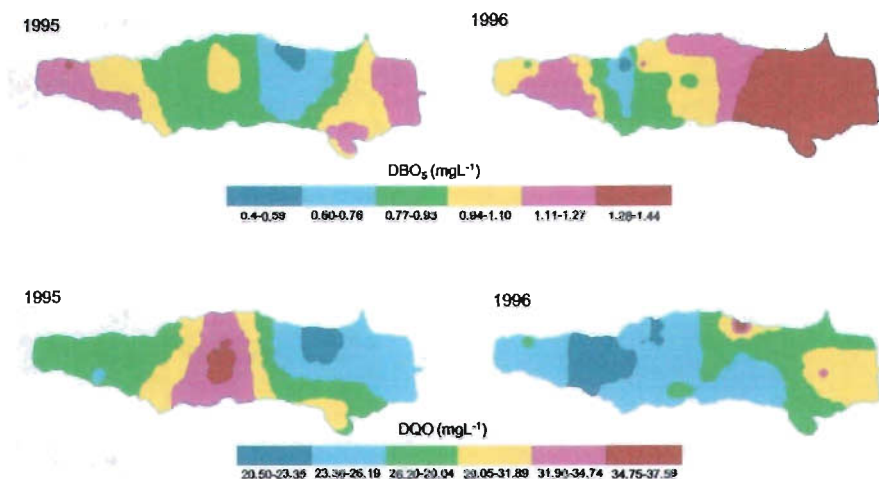 1995
1996
DBO₅ (mgL⁻¹)
0.4-0.59 0.60-0.76 0.77-0.93 0.94-1.10 1.11-1.27 1.28-1.44
1995
1996
DQO (mgL⁻¹)
20.50-23.35 23.36-26.19 26.20-29.04 29.05-31.89 31.90-34.74 34.75-37.59